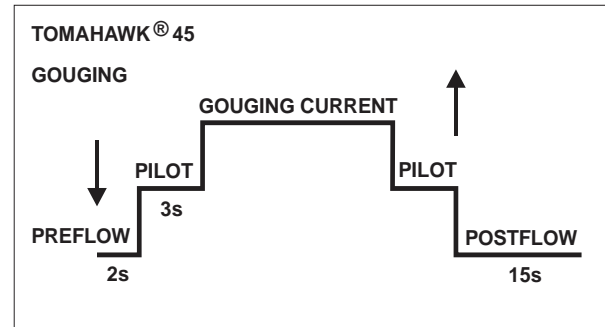 TOMAHAWK® 45
GOUGING
GOUGING CURRENT
PILOT
PILOT
3s
PREFLOW
POSTFLOW
2s
15s